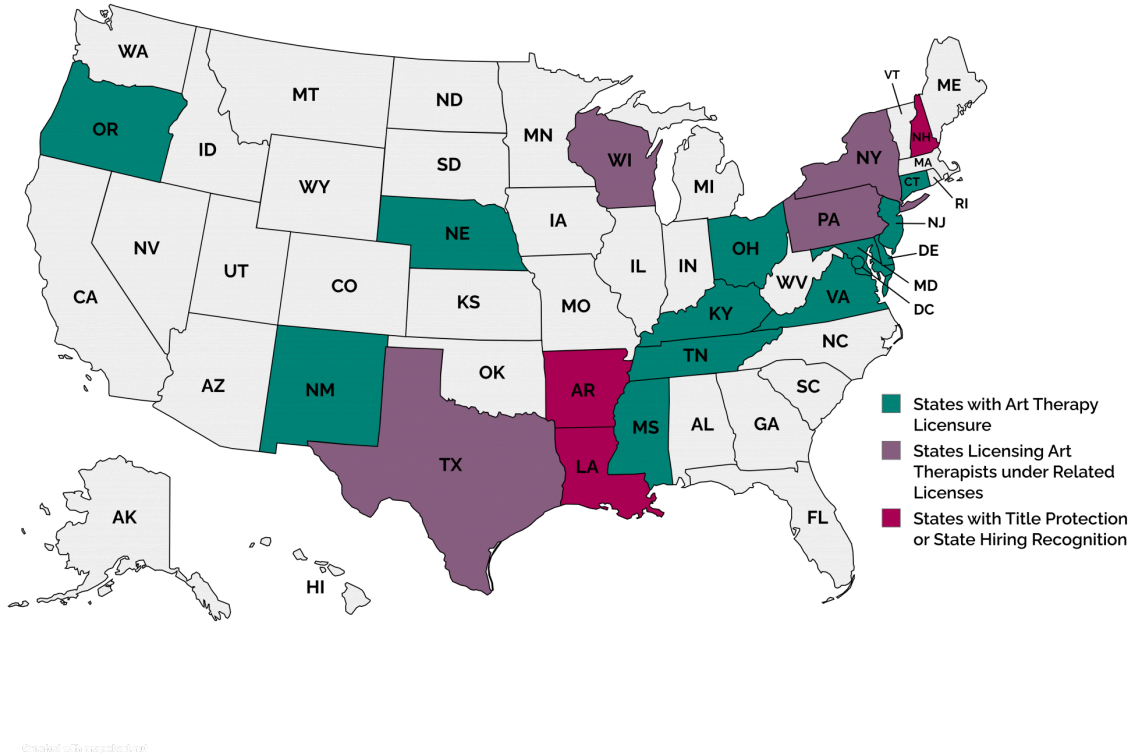 WA
MT
ND
MN
VT
ME
OR
ID
SD
WI
NY
NH
MA
WY
MI
CT
RI
IA
NE
PA
NJ
NV
UT
CO
IL
IN
OH
DE
MD
DC
CA
KS
MO
WV
VA
KY
AZ
NM
OK
AR
TN
NC
SC
MS
AL
GA
TX
LA
FL
AK
HI
States with Art Therapy
Licensure
States Licensing Art
Therapists under Related
Licenses
States with Title Protection
or State Hiring Recognition